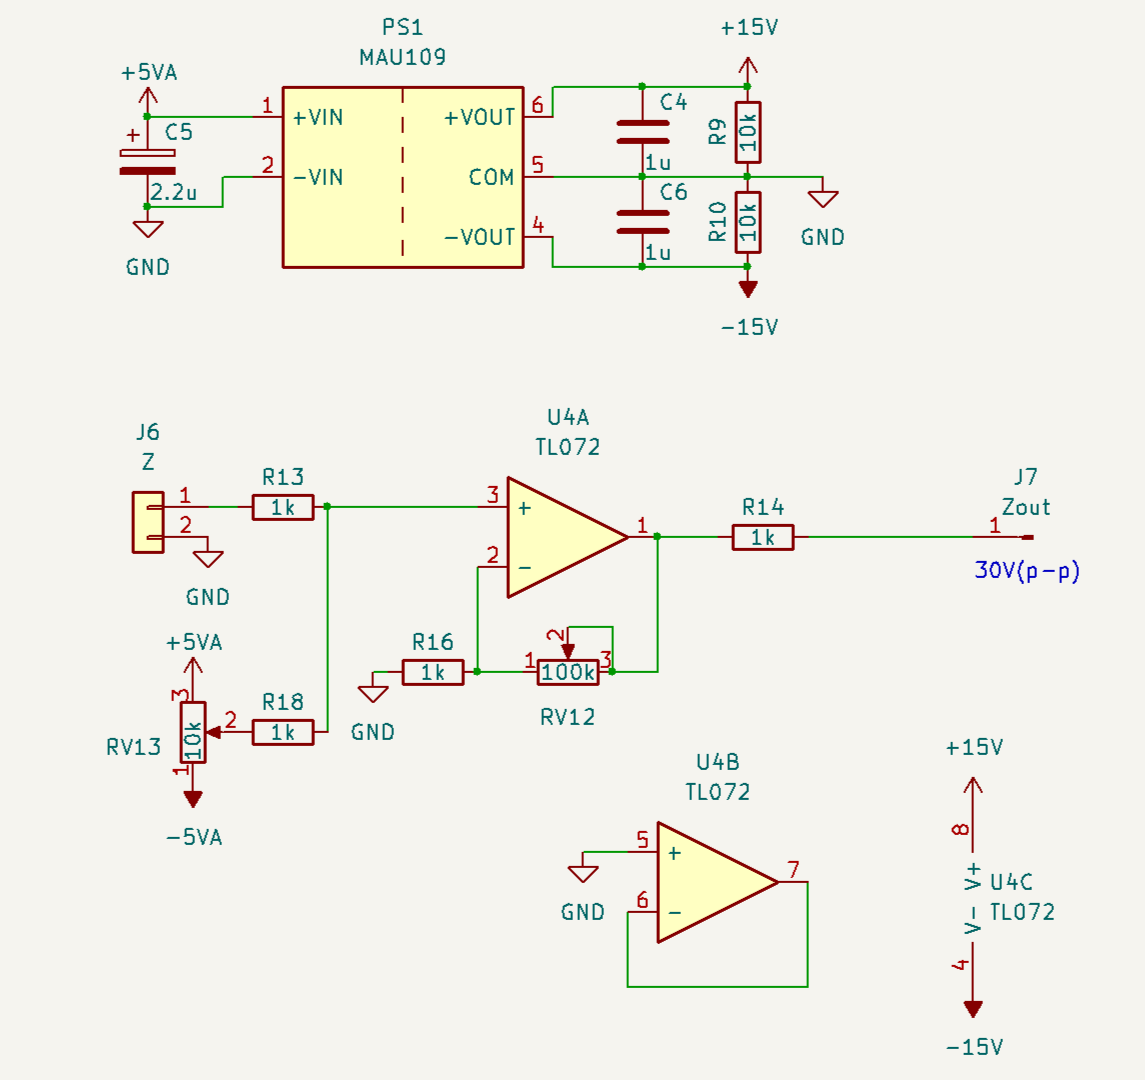 PS1
MAU109
+5VA
+ C5
2.2u
GND
1 +VIN
2 -VIN
+VOUT 6
COM 5
-VOUT 4
+15V
C4
1u
R9 10k
C6
1u
R10 10k
GND
-15V
J6
Z
1
2
GND
R13
1k
U4A
TL072
3 +
2 -
1
R14
1k
J7
Zout
1
30V(p-p)
+5VA
3
RV13 10k 2
1
-5VA
R18
1k
R16
1k
GND
2
1 100k 3
RV12
U4B
TL072
5 +
6 -
7
GND
+15V
8
V+ U4C
V- TL072
4
-15V